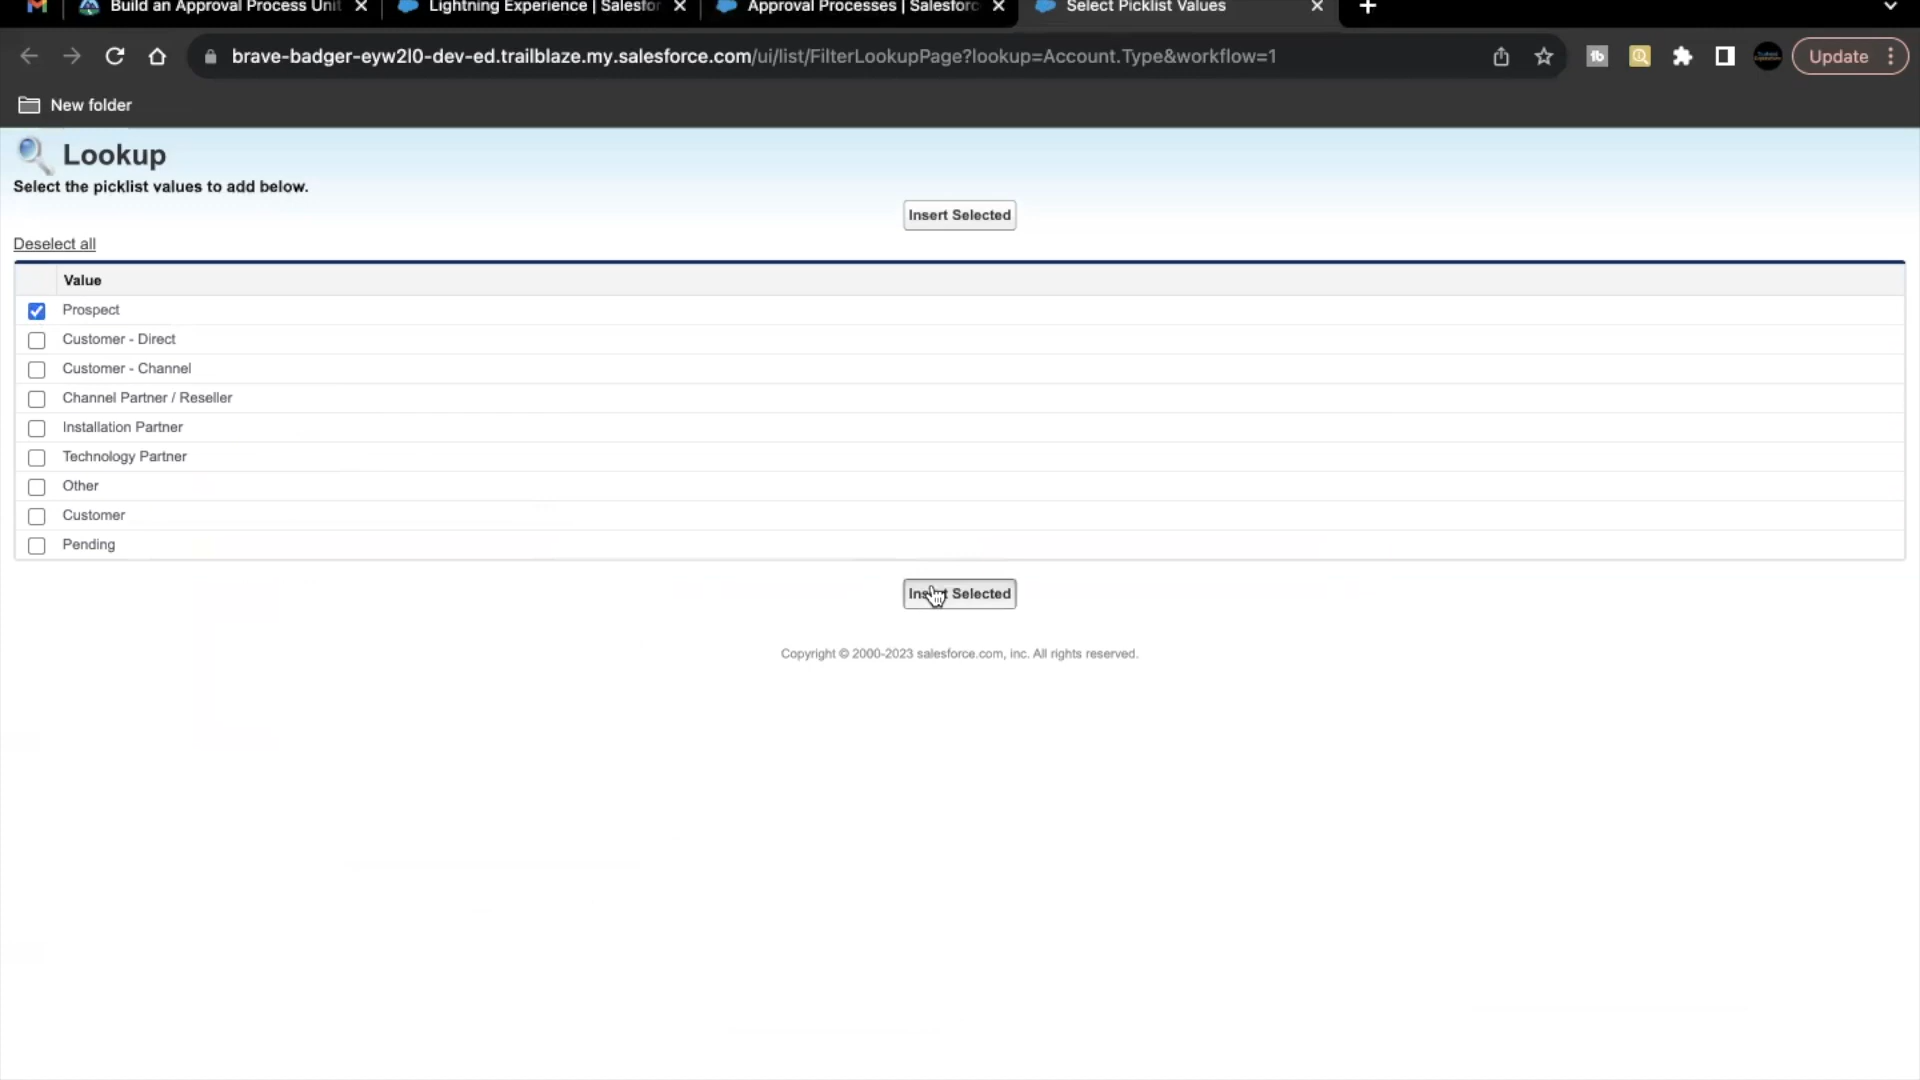 Build an Approval Process Unit
Lightning Experience | Salesfor
Approval Processes | Salesforc
Select Picklist Values
brave-badger-eyw2l0-dev-ed.trailblaze.my.salesforce.com/ui/list/FilterLookupPage?lookup=Account.Type&workflow=1
Update
New folder
Lookup
Select the picklist values to add below.
Insert Selected
Deselect all
Value
Prospect
Customer - Direct
Customer - Channel
Channel Partner / Reseller
Installation Partner
Technology Partner
Other
Customer
Pending
Insert Selected
Copyright © 2000-2023 salesforce.com, inc. All rights reserved.